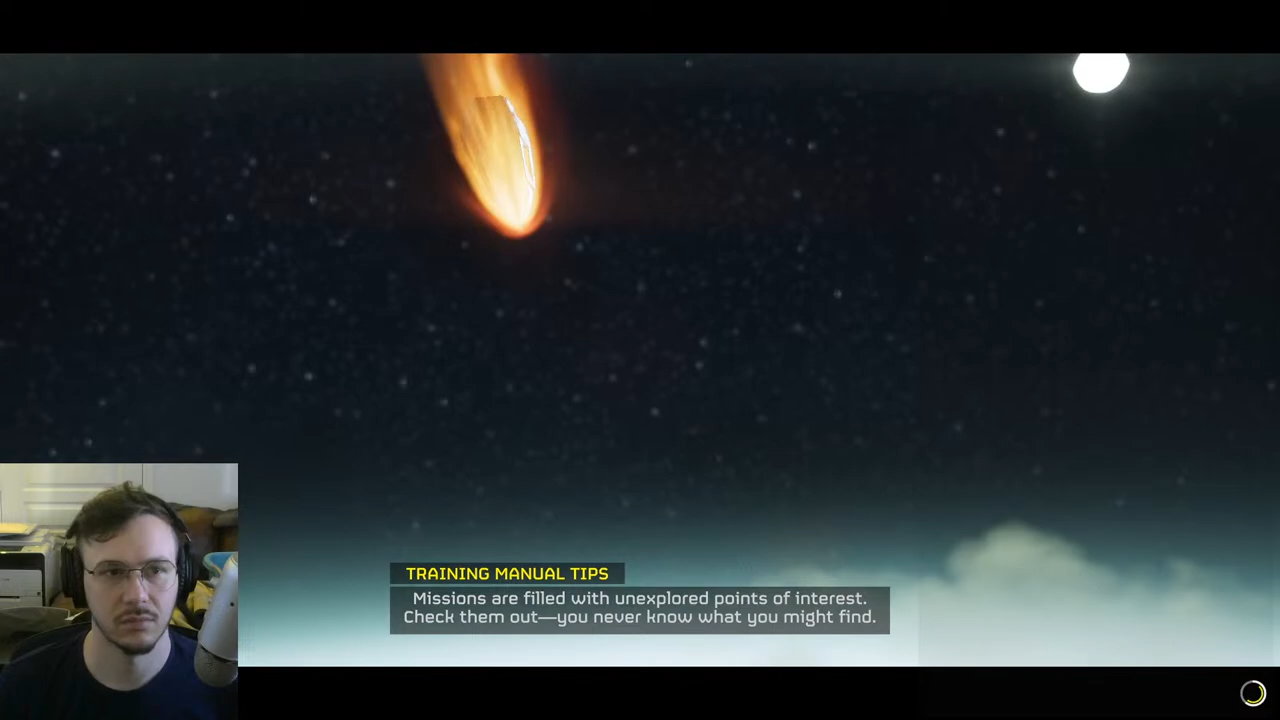 TRAINING MANUAL TIPS
Missions are filled with unexplored points of interest.
Check them out—you never know what you might find.